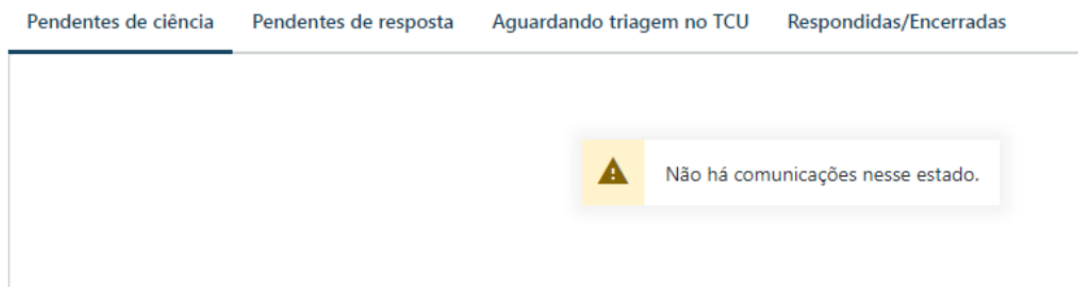 Pendentes de ciência Pendentes de resposta Aguardando triagem no TCU Respondidas/Encerradas
Não há comunicações nesse estado.